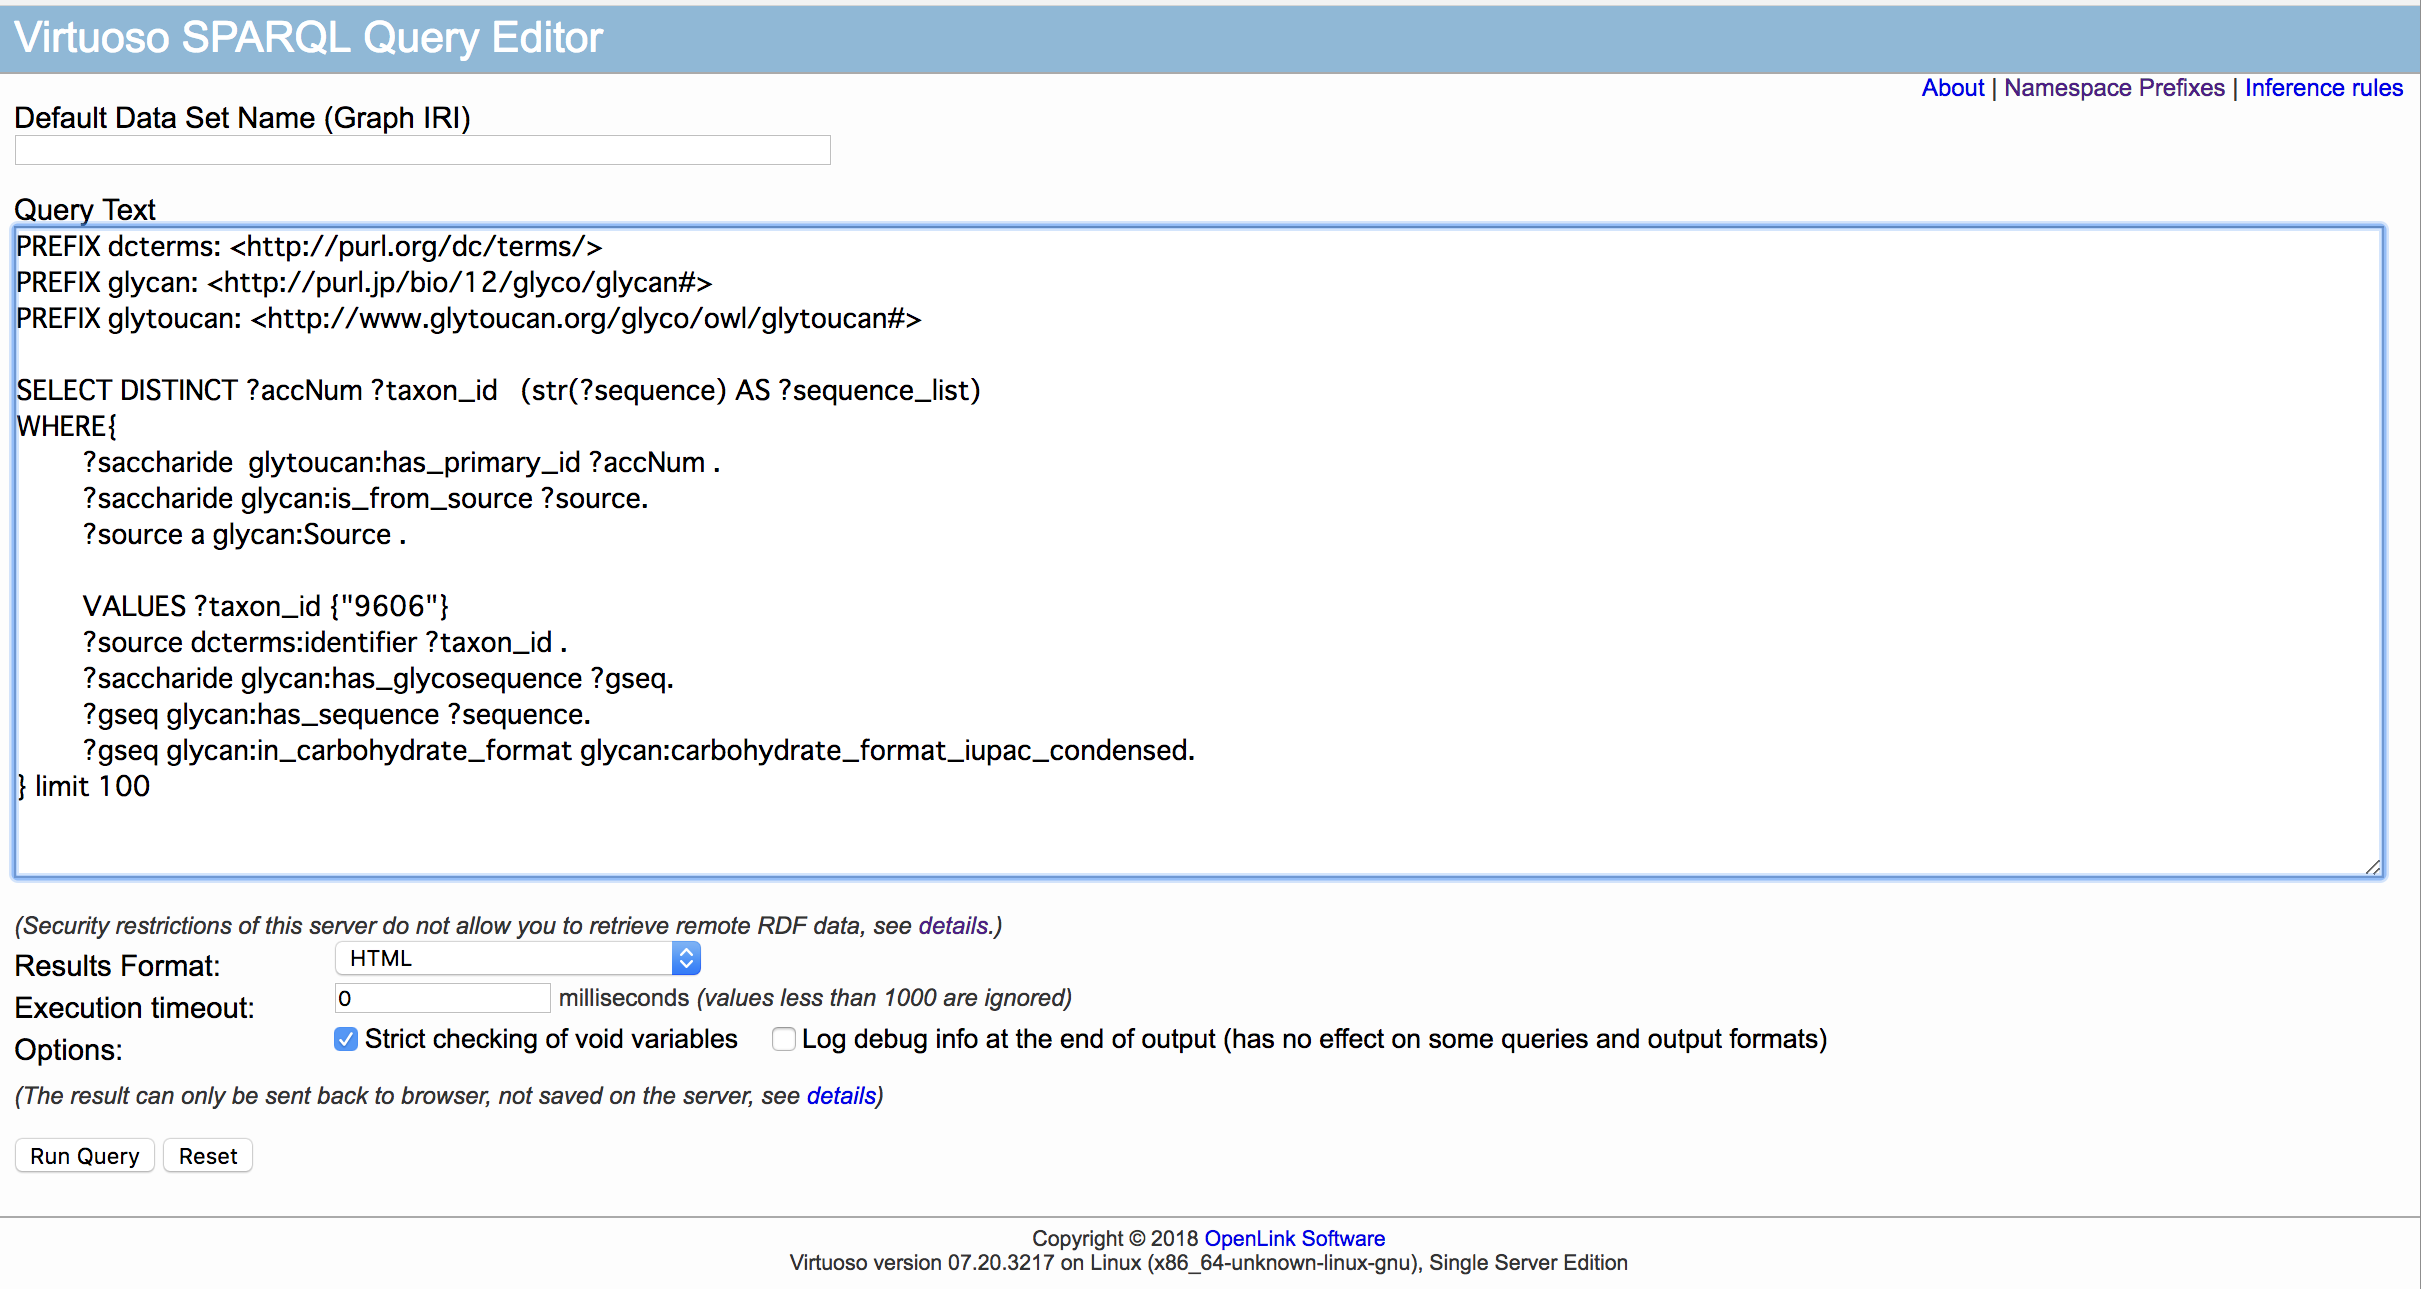 Virtuoso SPARQL Query Editor
About | Namespace Prefixes | Inference rules
Default Data Set Name (Graph IRI)
Query Text
PREFIX dcterms: <http://purl.org/dc/terms/>
PREFIX glycan: <http://purl.jp/bio/12/glyco/glycan#>
PREFIX glytoucan: <http://www.glytoucan.org/glyco/owl/glytoucan#>
SELECT DISTINCT ?accNum ?taxon_id (str(?sequence) AS ?sequence_list)
WHERE{
?saccharide glytoucan:has_primary_id ?accNum .
?saccharide glycan:is_from_source ?source.
?source a glycan:Source .
VALUES ?taxon_id {"9606"}
?source dcterms:identifier ?taxon_id .
?saccharide glycan:has_glycosequence ?gseq.
?gseq glycan:has_sequence ?sequence.
?gseq glycan:in_carbohydrate_format glycan:carbohydrate_format_iupac_condensed.
} limit 100
(Security restrictions of this server do not allow you to retrieve remote RDF data, see details.)
Results Format: HTML
Execution timeout: 0 milliseconds (values less than 1000 are ignored)
Options: Strict checking of void variables Log debug info at the end of output (has no effect on some queries and output formats)
(The result can only be sent back to browser, not saved on the server, see details)
Run Query Reset
Copyright © 2018 OpenLink Software
Virtuoso version 07.20.3217 on Linux (x86_64-unknown-linux-gnu), Single Server Edition